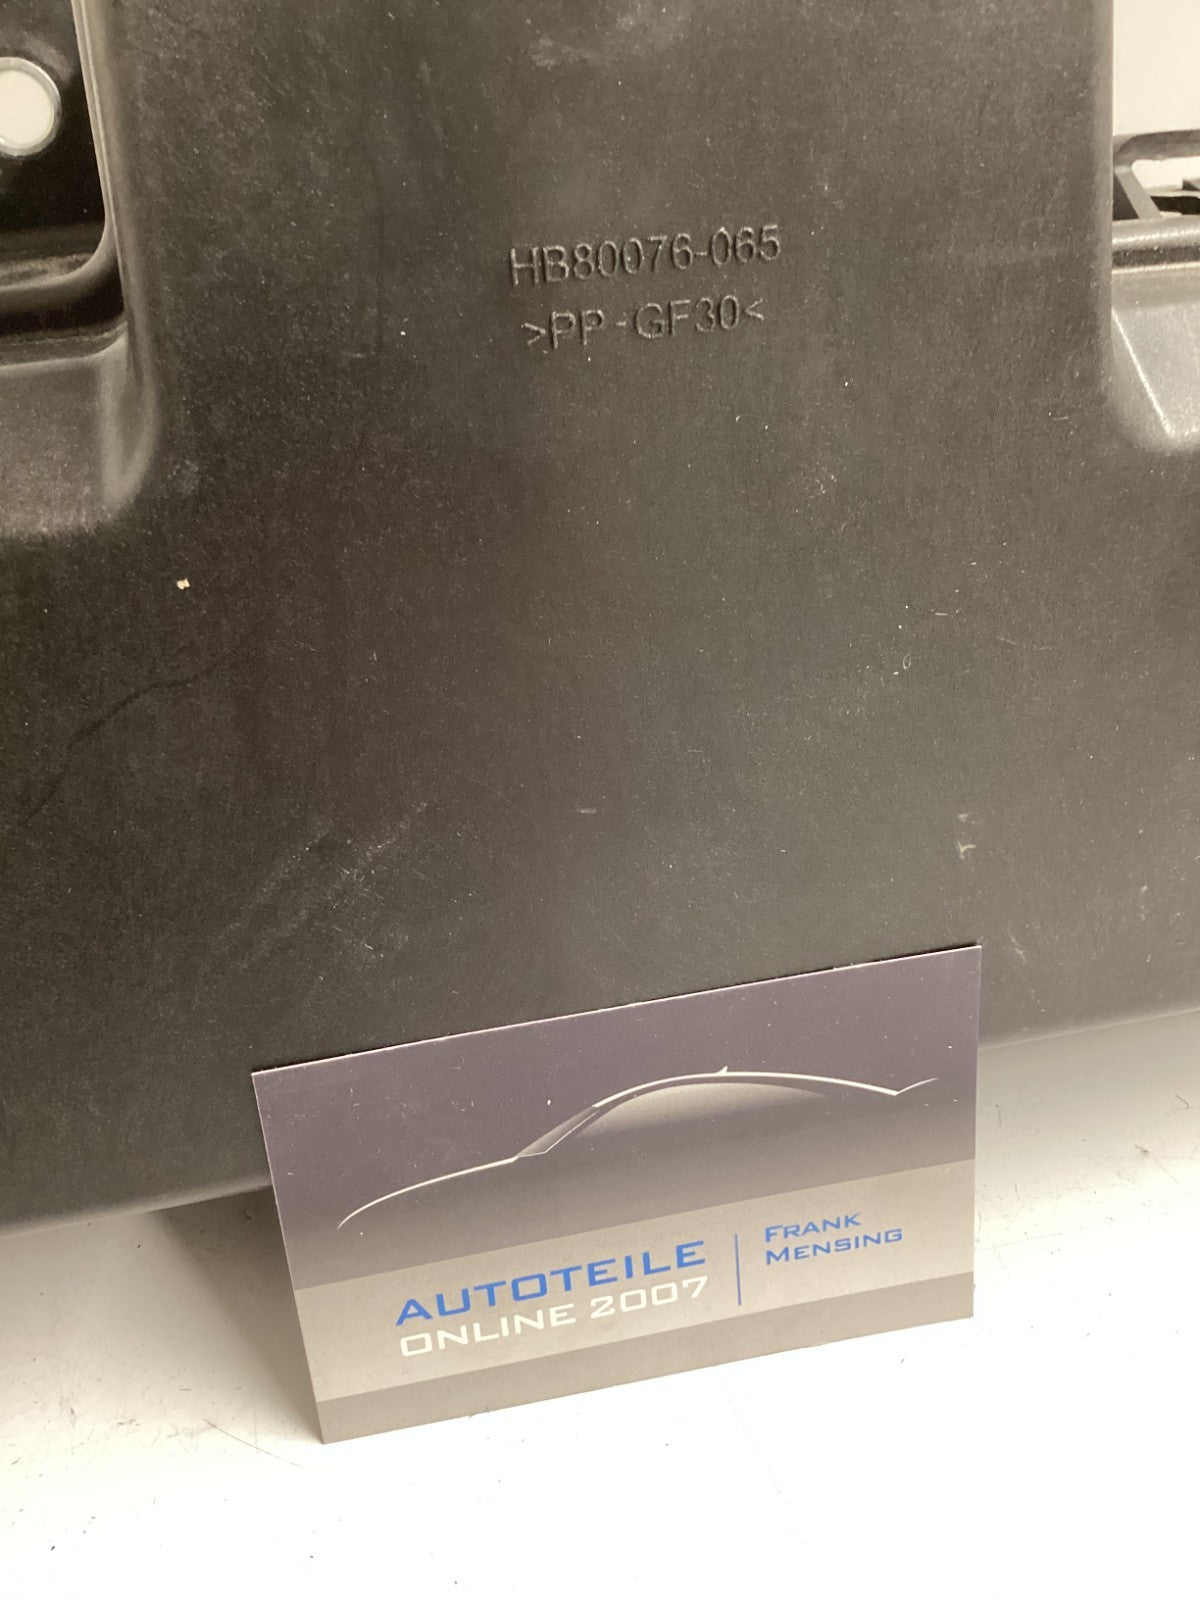 HB80076-065
>PP-GF30<
AUTOTEILE
ONLINE 2007
FRANK
MENSING